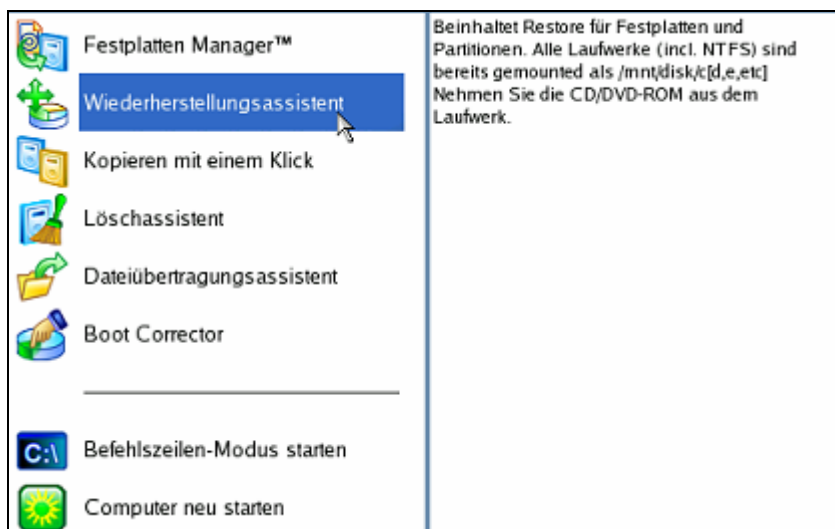 Festplatten Manager™
Wiederherstellungsassistent
Kopieren mit einem Klick
Löschassistent
Dateiübertragungsassistent
Boot Corrector
C:\ Befehlszeilen-Modus starten
Computer neu starten
Beinhaltet Restore für Festplatten und
Partitionen. Alle Laufwerke (incl. NTFS) sind
bereits gemounted als /mnt/disk/c[d,e,etc]
Nehmen Sie die CD/DVD-ROM aus dem
Laufwerk.